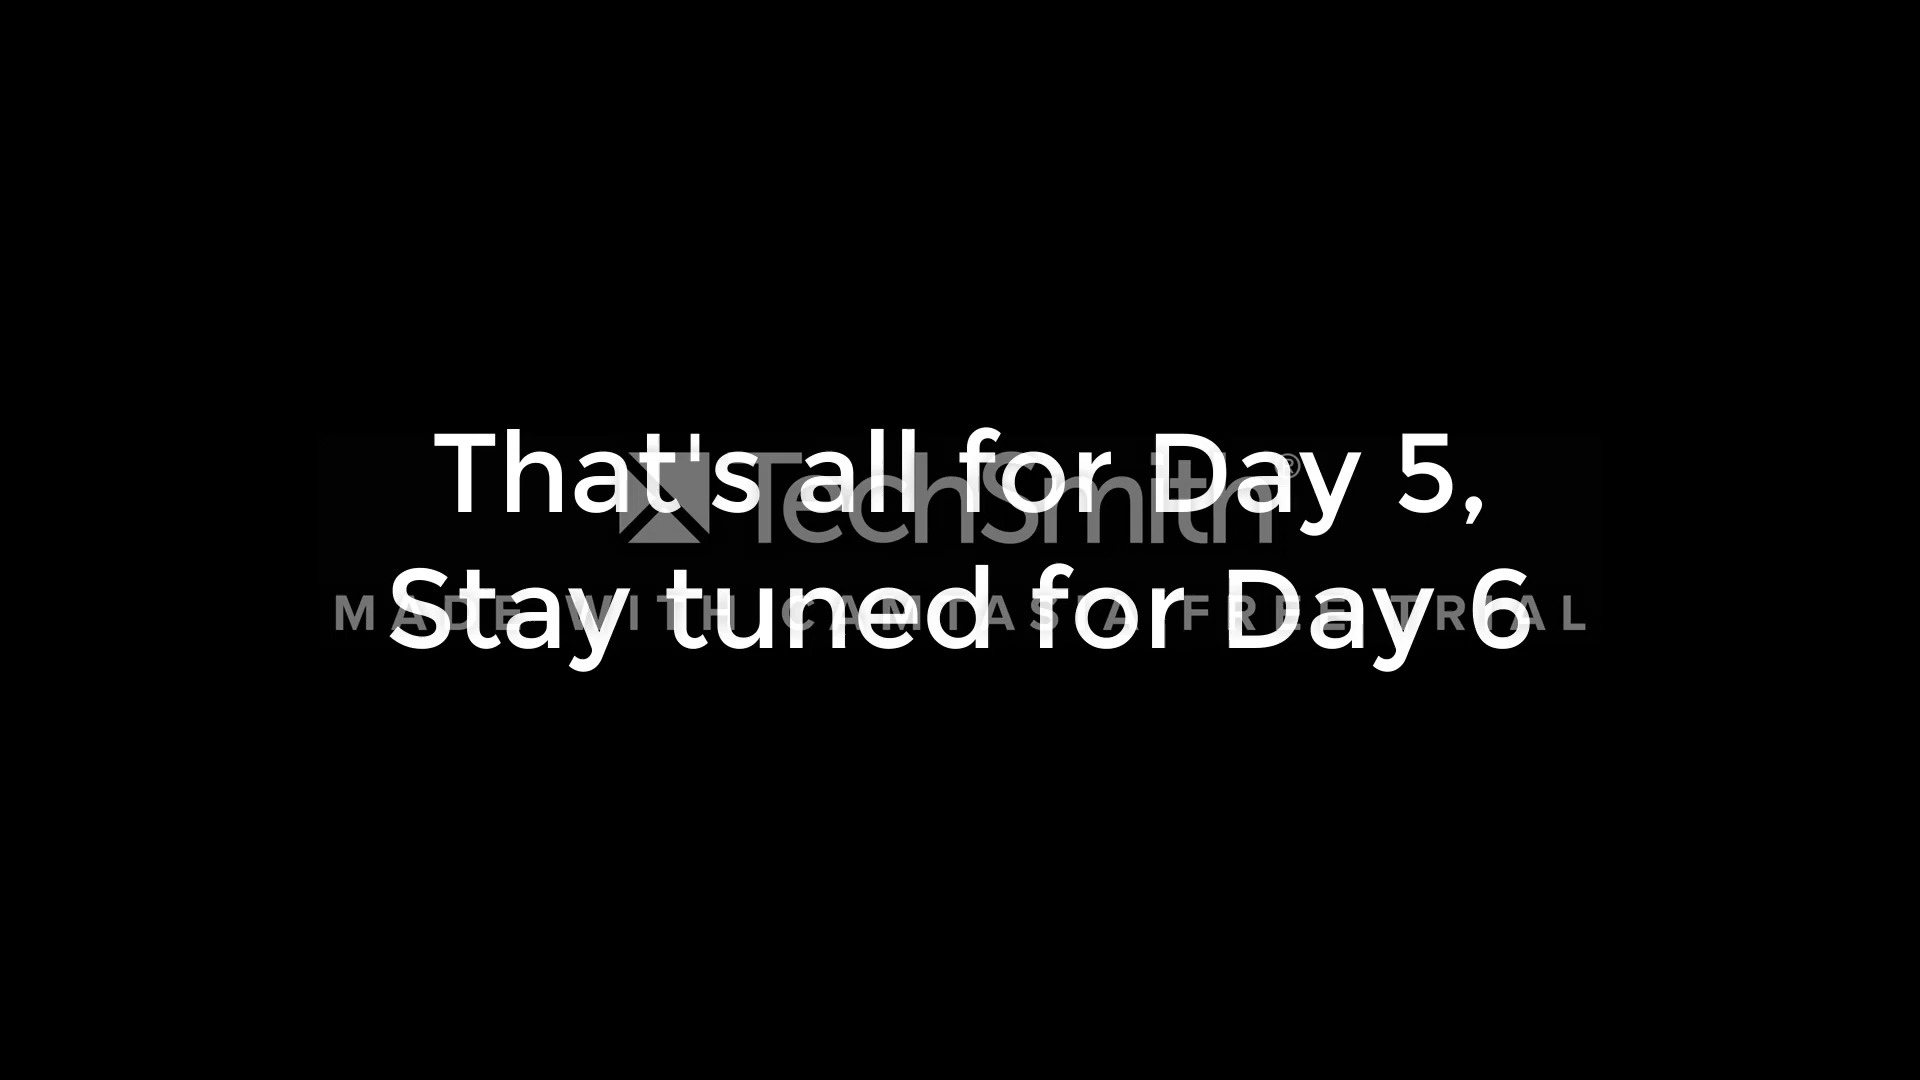 That's all for Day 5,
TechSmith®
Stay tuned for Day 6
MADE WITH CAMTASIA FREE TRIAL